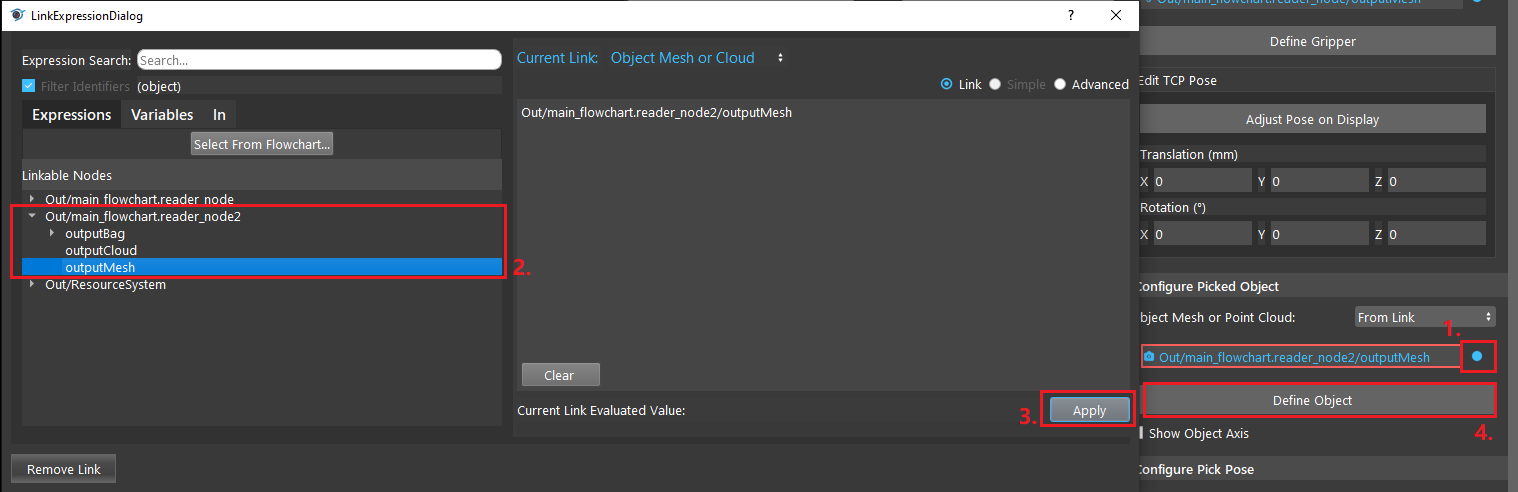 LinkExpressionDialog
?
Expression Search: Search...
Filter Identifiers (object)
Expressions Variables In
Select From Flowchart...
Linkable Nodes
Out/main_flowchart.reader_node
Out/main_flowchart.reader_node2
outputBag
outputCloud
outputMesh
2.
Out/ResourceSystem
Remove Link
Current Link: Object Mesh or Cloud
Link Simple Advanced
Out/main_flowchart.reader_node2/outputMesh
Clear
Current Link Evaluated Value:
3.
Apply
Out/main_flowchart.reader_node/outputMesh
Define Gripper
Edit TCP Pose
Adjust Pose on Display
Translation (mm)
X 0 Y 0 Z 0
Rotation (°)
X 0 Y 0 Z 0
Configure Picked Object
bject Mesh or Point Cloud: From Link
1.
Out/main_flowchart.reader_node2/outputMesh
Define Object
4.
Show Object Axis
Configure Pick Pose